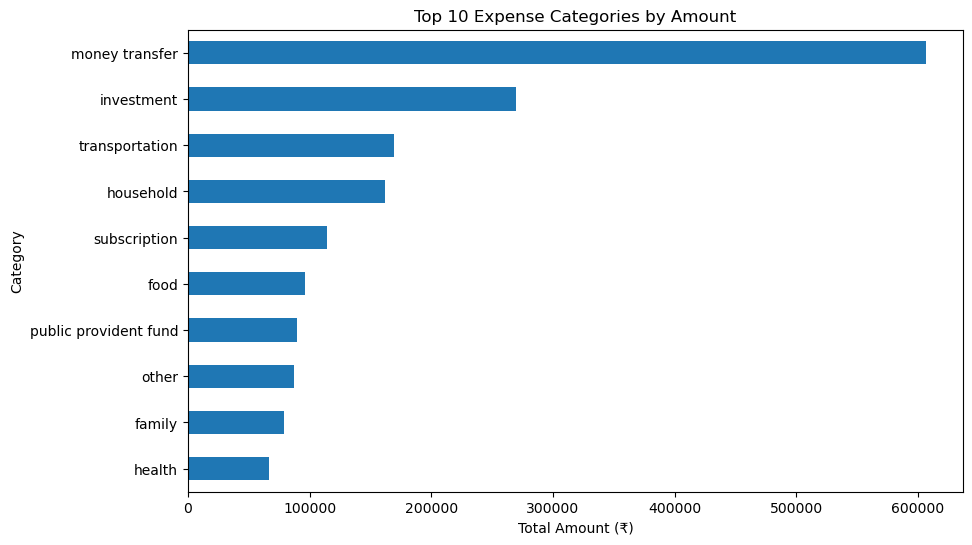 Top 10 Expense Categories by Amount
Category
money transfer
investment
transportation
household
subscription
food
public provident fund
other
family
health
0 100000 200000 300000 400000 500000 600000
Total Amount (₹)